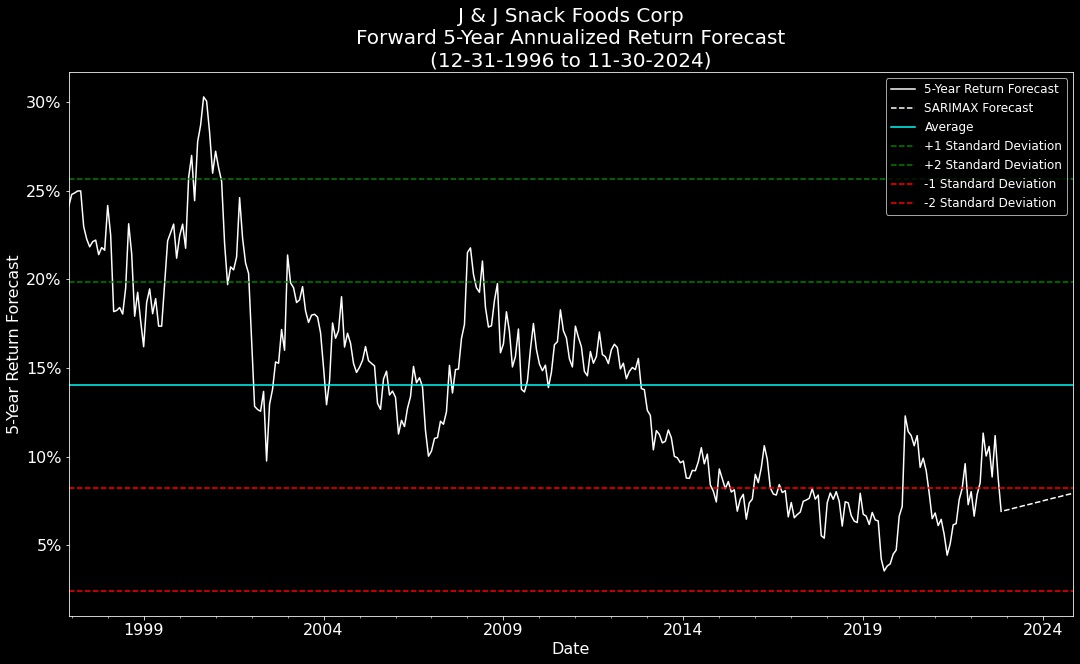 J & J Snack Foods Corp
Forward 5-Year Annualized Return Forecast
(12-31-1996 to 11-30-2024)
5-Year Return Forecast
SARIMAX Forecast
Average
+1 Standard Deviation
+2 Standard Deviation
-1 Standard Deviation
-2 Standard Deviation
5-Year Return Forecast
30%
25%
20%
15%
10%
5%
1999
2004
2009
2014
2019
2024
Date